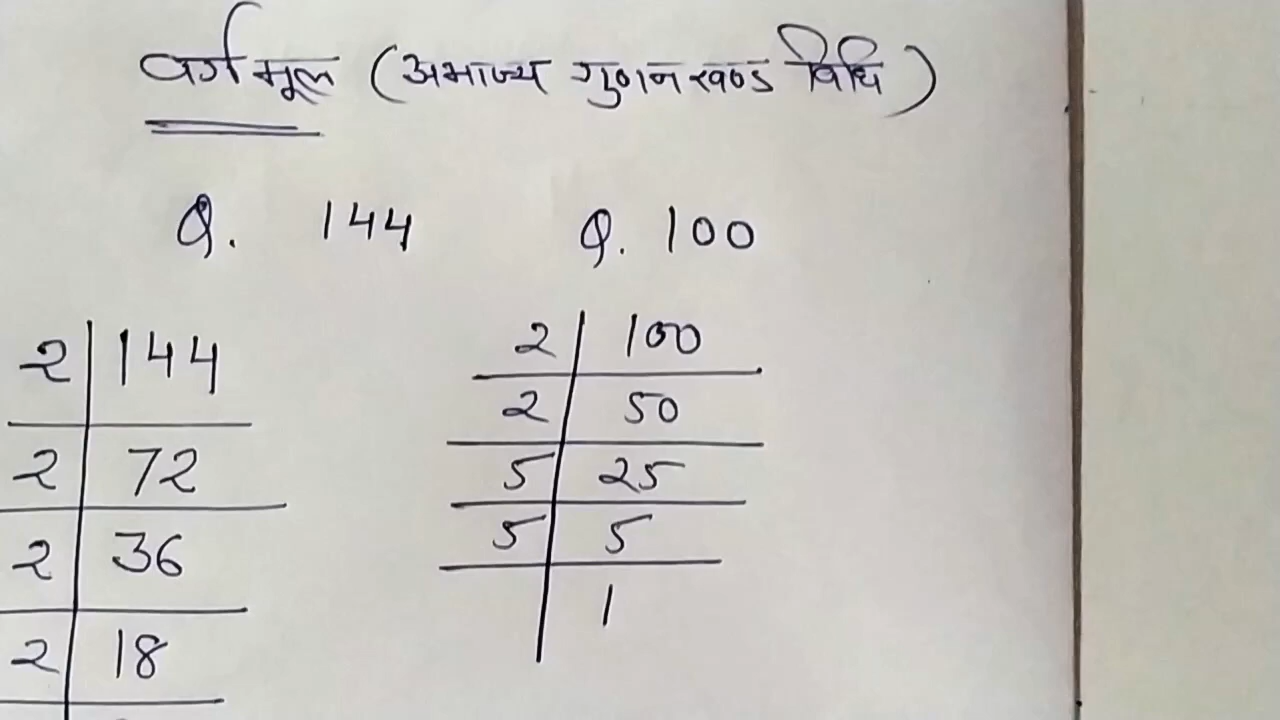 वर्गमूल (अभाज्य गुणनखण्ड विधि)
Q. 144
Q. 100
2 | 144
2 | 72
2 | 36
2 | 18
2 | 100
2 | 50
5 | 25
5 | 5
| 1